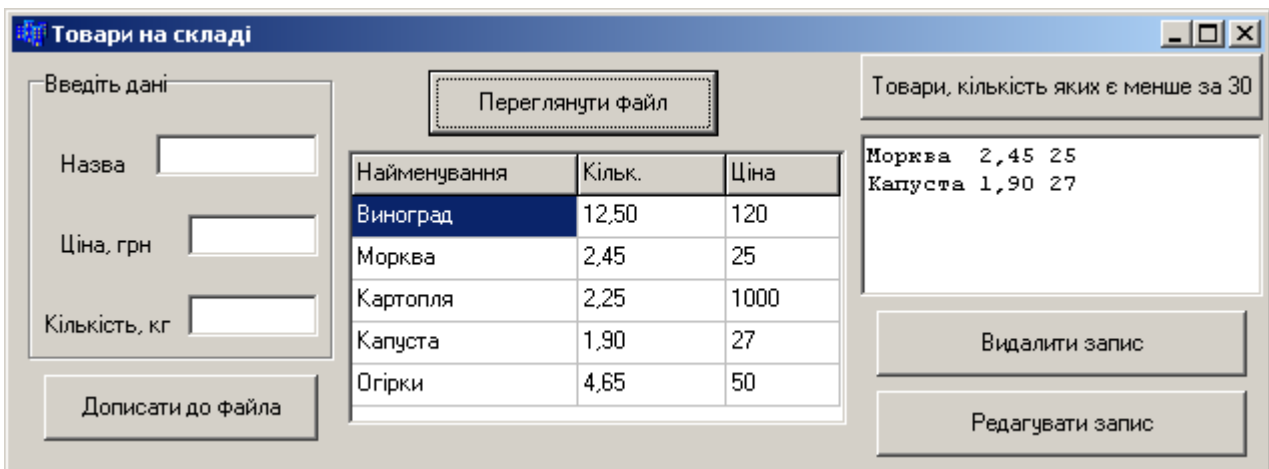 Товари на складі
Введіть дані
Назва
Ціна, грн
Кількість, кг
Дописати до файла
Переглянути файл
Найменування Кільк. Ціна
Виноград 12,50 120
Морква 2,45 25
Картопля 2,25 1000
Капуста 1,90 27
Огірки 4,65 50
Товари, кількість яких є менше за 30
Морква 2,45 25
Капуста 1,90 27
Видалити запис
Редагувати запис